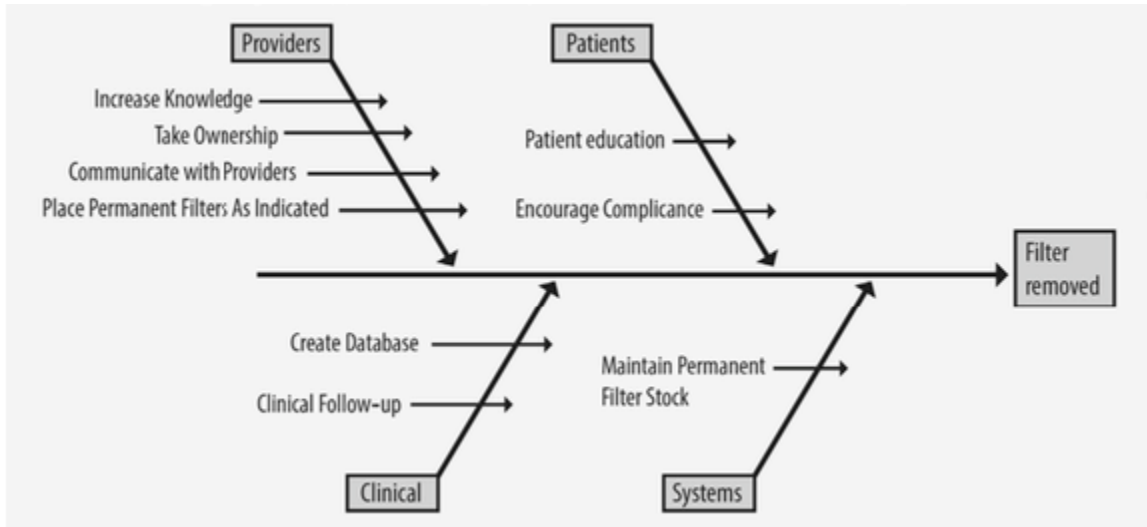 Providers
Patients
Increase Knowledge
Take Ownership
Communicate with Providers
Place Permanent Filters As Indicated
Patient education
Encourage Complicance
Filter
removed
Create Database
Clinical Follow-up
Maintain Permanent
Filter Stock
Clinical
Systems